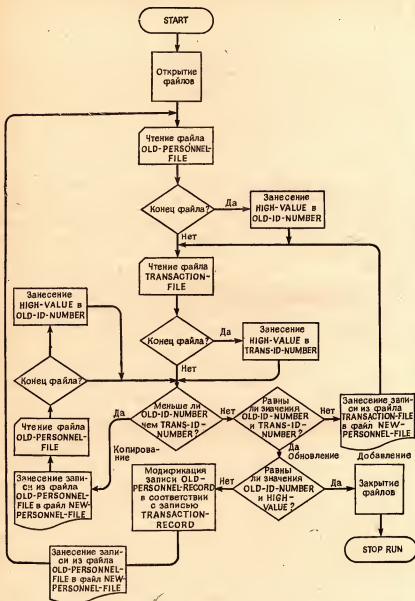 START
Открытие
файлов
Чтение файла
OLD-PERSONNEL-
FILE
Конец файла?
Да
Занесение
HIGH-VALUE в
OLD-ID-NUMBER
Нет
Чтение файла
TRANSACTION-
FILE
Занесение
HIGH-VALUE в
OLD-ID-NUMBER
Конец файла?
Да
Занесение
HIGH-VALUE в
TRANS-ID-NUMBER
Нет
Конец файла?
Меньше ли
OLD-ID-NUMBER
чем TRANS-ID-
NUMBER?
Да
Нет
Равны
ли значения
OLD-ID-NUMBER
и TRANS-ID-
NUMBER?
Нет
Занесение запи-
си из файла
TRANSACTION-FILE
в файл NEW-
PERSONNEL-FILE
Чтение файла
OLD-PERSONNEL-
FILE
Копирова-
ние
Да
Обновление
Добавление
Занесение запи-
си из файла
OLD-PERSONNEL-
FILE в файл NEW-
PERSONNEL-FILE
Модификация
записи OLD-
PERSONNEL-RECORD
в соответствии
с записью
TRANSACTION-
RECORD
Нет
Равны
ли значения
OLD-ID-NUMBER
и HIGH-
VALUE?
Да
Закрытие
файлов
STOP RUN
Занесение запи-
си из файла
OLD-PERSONNEL-
FILE в файл NEW-
PERSONNEL-FILE